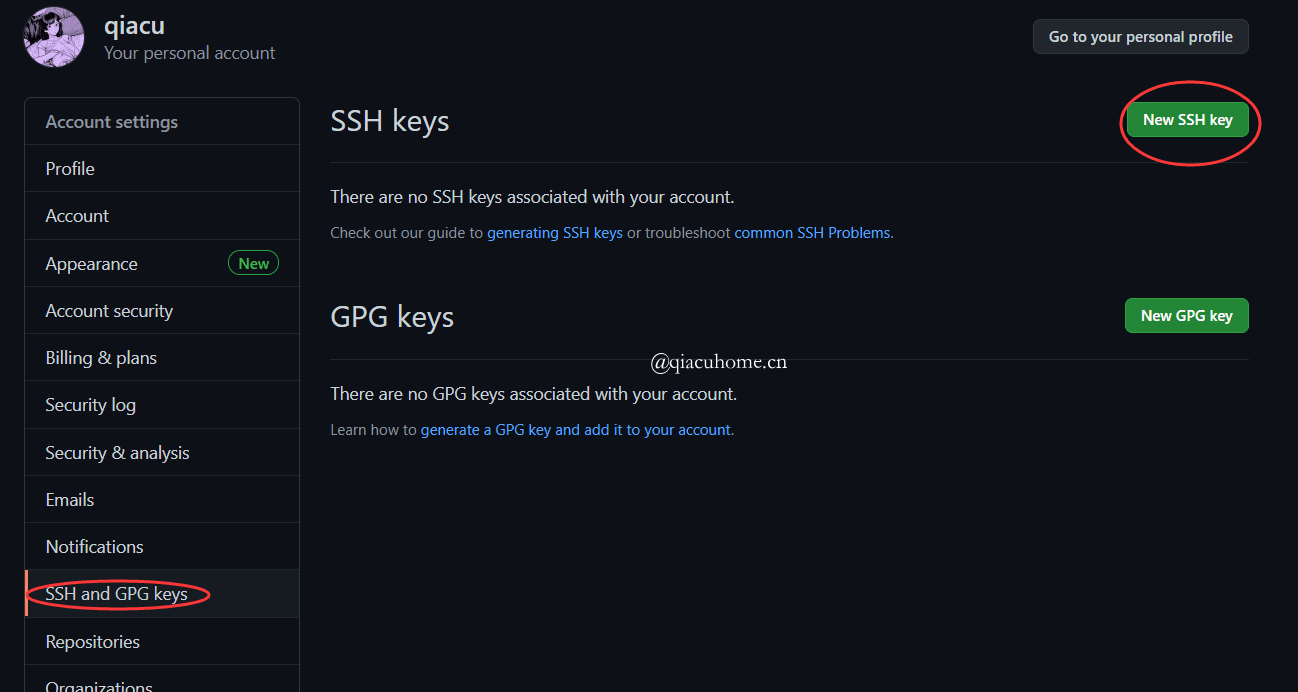 qiacu
Your personal account
Go to your personal profile
Account settings
Profile
Account
Appearance New
Account security
Billing & plans
Security log
Security & analysis
Emails
Notifications
SSH and GPG keys
Repositories
Organizations
SSH keys
New SSH key
There are no SSH keys associated with your account.
Check out our guide to generating SSH keys or troubleshoot common SSH Problems.
GPG keys
New GPG key
@qiacuhome.cn
There are no GPG keys associated with your account.
Learn how to generate a GPG key and add it to your account.